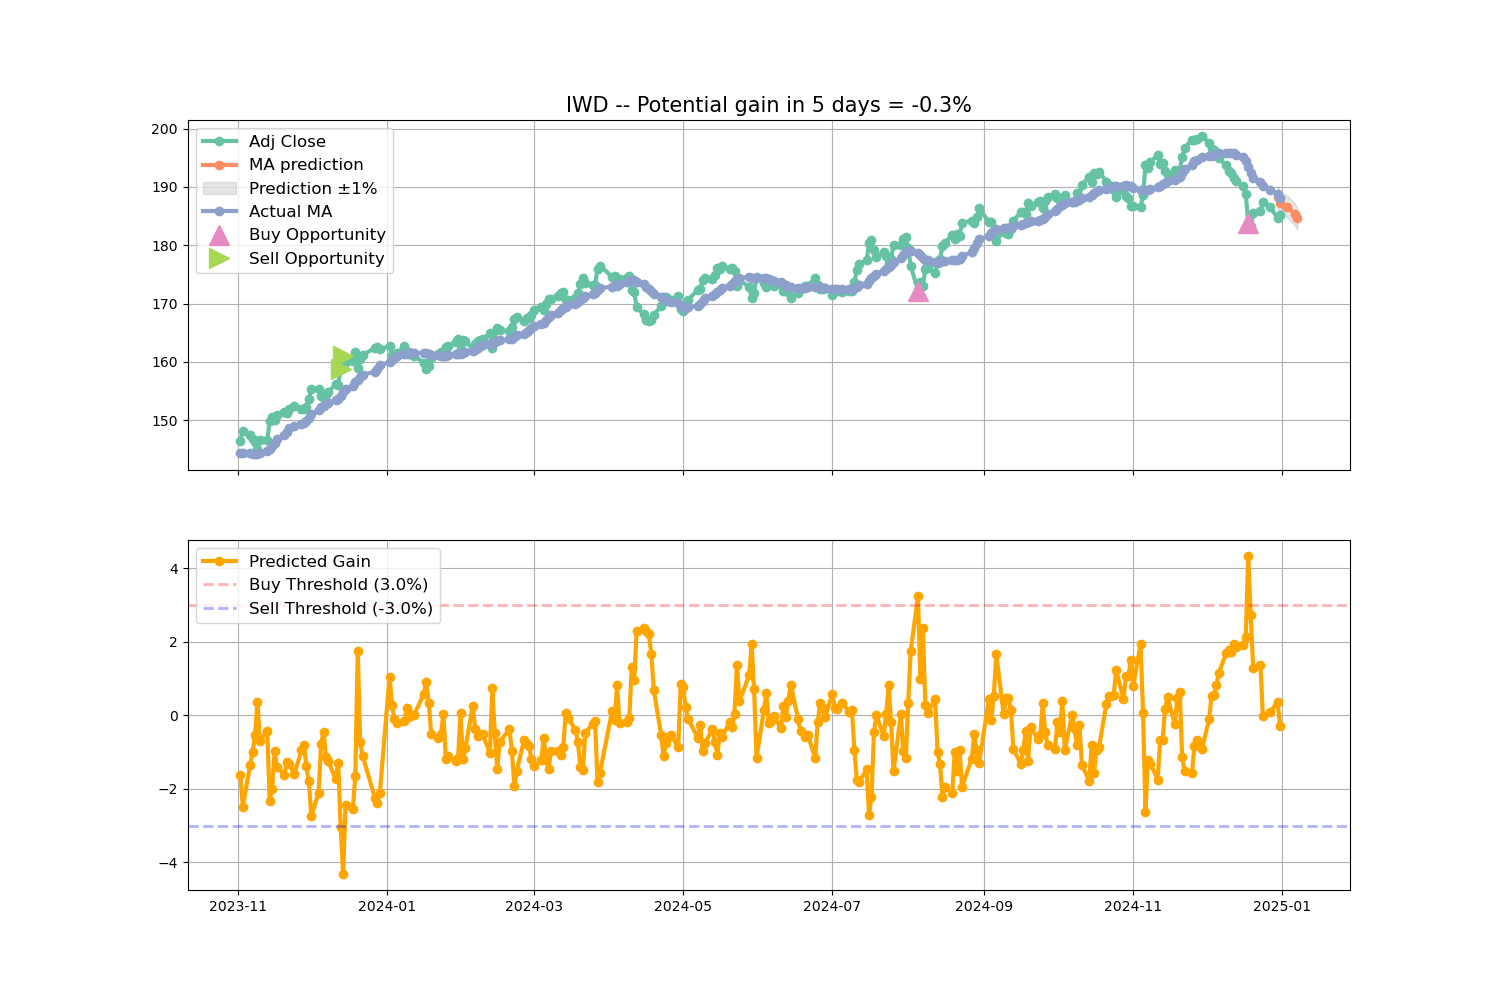 IWD -- Potential gain in 5 days = -0.3%
200
190
180
170
160
150
Adj Close
MA prediction
Prediction ±1%
Actual MA
Buy Opportunity
Sell Opportunity
4
2
0
−2
−4
Predicted Gain
Buy Threshold (3.0%)
Sell Threshold (-3.0%)
2023-11
2024-01
2024-03
2024-05
2024-07
2024-09
2024-11
2025-01